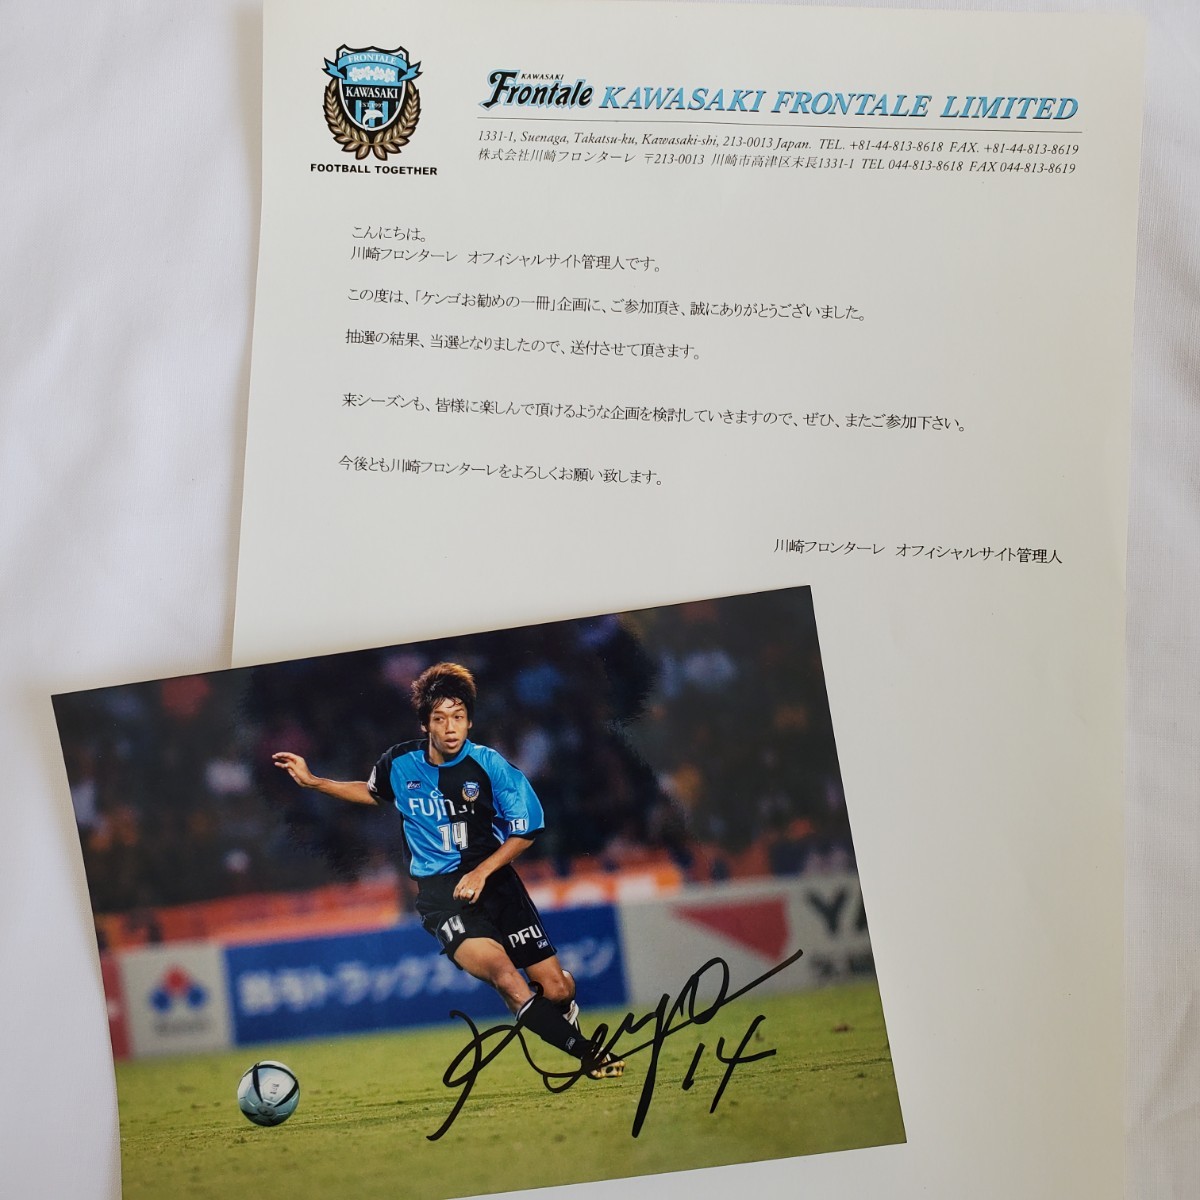 FRONTALE
KAWASAKI
FOOTBALL TOGETHER
KAWASAKI
Frontale KAWASAKI FRONTALE LIMITED
1331-1, Suenaga, Takatsu-ku, Kawasaki-shi, 213-0013 Japan. TEL. +81-44-813-8618 FAX. +81-44-813-8619
株式会社川崎フロンターレ 〒213-0013 川崎市高津区末長1331-1 TEL 044-813-8618 FAX 044-813-8619
こんにちは。
川崎フロンターレ オフィシャルサイト管理人です。
この度は、「ケンゴお勧めの一冊」企画に、ご参加頂き、誠にありがとうございました。
抽選の結果、当選となりましたので、送付させて頂きます。
来シーズンも、皆様に楽しんで頂けるような企画を検討していきますので、ぜひ、またご参加下さい。
今後とも川崎フロンターレをよろしくお願い致します。
川崎フロンターレ オフィシャルサイト管理人
FUJITSU
14
14
PFU
YA
Kengo
14